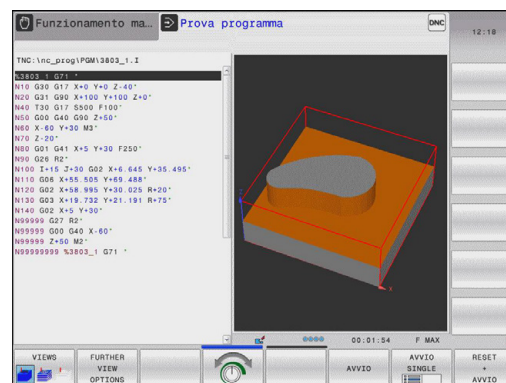 Funzionamento ma...
Prova programma
DNC
12:18
TNC:\nc_prog\PGM\3803_1.I
%3803_1 G71 *
N10 G30 G17 X+0 Y+0 Z-40*
N20 G31 G90 X+100 Y+100 Z+0*
N40 T30 G17 S500 F100*
N50 G00 G40 G90 Z+50*
N60 X-60 Y+30 M3*
N70 Z-20*
N80 G01 G41 X+5 Y+30 F250*
N90 G26 R2*
N100 I+15 J+30 G02 X+6.645 Y+35.495*
N110 G06 X+55.505 Y+69.488*
N120 G02 X+58.995 Y+30.025 R+20*
N130 G03 X+19.732 Y+21.191 R+75*
N140 G02 X+5 Y+30*
N99999 G27 R2*
N99999 G00 G40 X-60*
N99999 Z+50 M2*
N99999999 %3803_1 G71 *
00:01:54 F MAX
VIEWS
FURTHER
VIEW
OPTIONS
AVVIO
AVVIO
SINGLE
RESET
+
AVVIO